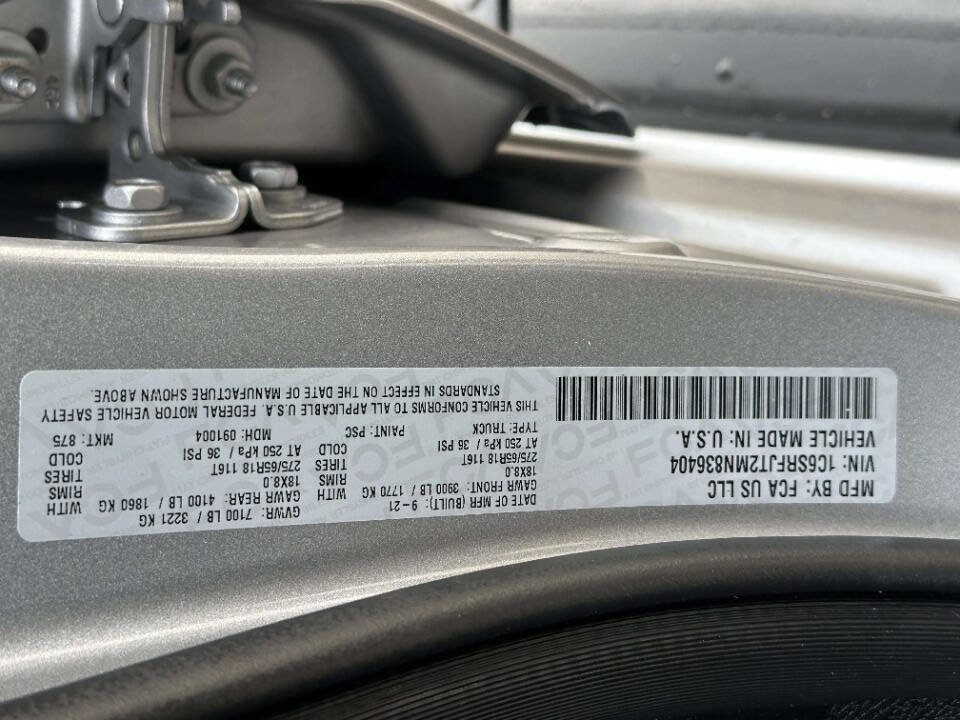 MFD BY: FCA US LLC
DATE OF MFR (BUILT): 9-21
GVWR: 7100 LB / 3221 KG
VIN: 1C6SRFJT2MN836404
GAWR FRONT: 3900 LB / 1770 KG
GAWR REAR: 4100 LB / 1860 KG
WITH
18X8.0
18X8.0
RIMS
VEHICLE MADE IN: U.S.A.
275/65R18 116T
TIRES
275/65R18 116T
TIRES
AT 250 kPa / 36 PSI
COLD
AT 250 kPa / 36 PSI
COLD
TYPE: TRUCK
PAINT: PSC
MDH: 091004
MKT: 875
THIS VEHICLE CONFORMS TO ALL APPLICABLE U.S.A. FEDERAL MOTOR VEHICLE SAFETY
STANDARDS IN EFFECT ON THE DATE OF MANUFACTURE SHOWN ABOVE.